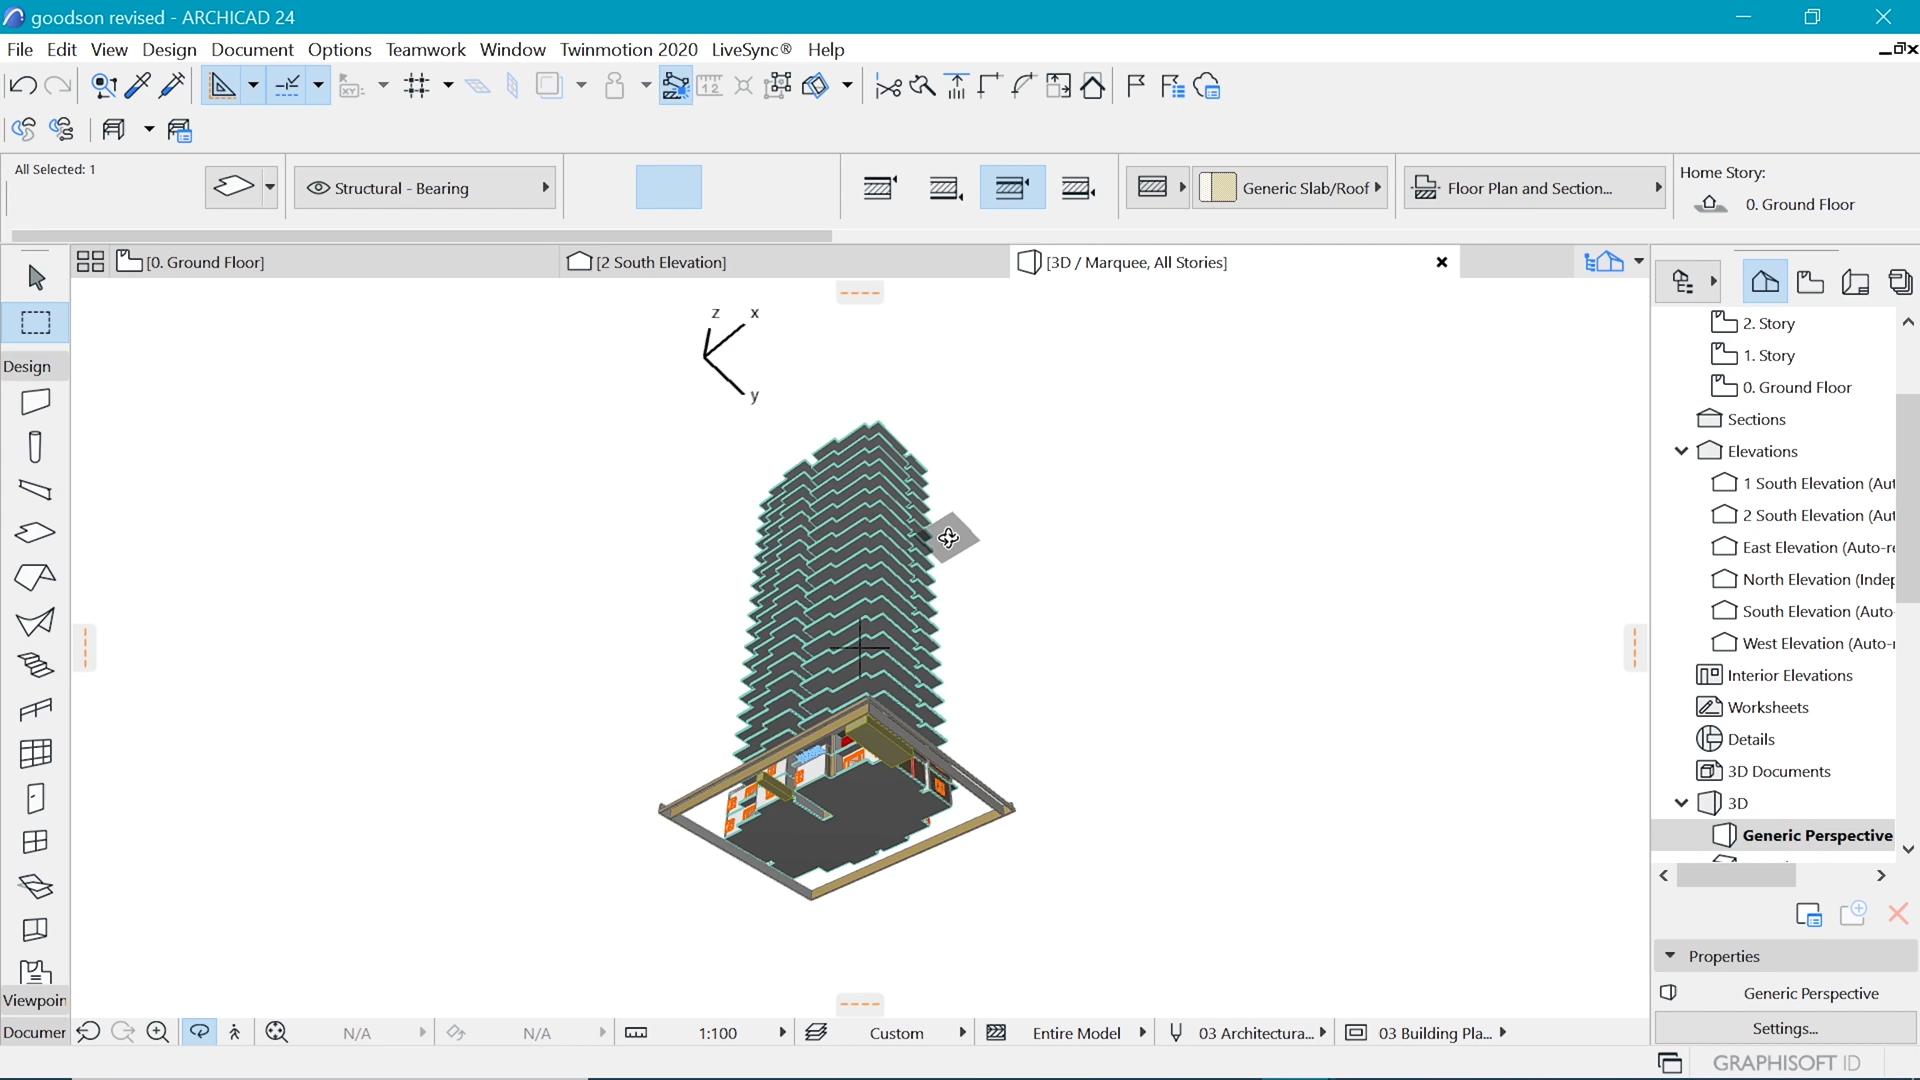 goodson revised - ARCHICAD 24
File Edit View Design Document Options Teamwork Window Twinmotion 2020 LiveSync® Help
All Selected: 1
Structural - Bearing
Generic Slab/Roof
Floor Plan and Section...
Home Story:
0. Ground Floor
[0. Ground Floor]
[2 South Elevation]
[3D / Marquee, All Stories]
z x
y
Design
Viewpoin
Documer
2. Story
1. Story
0. Ground Floor
Sections
Elevations
1 South Elevation (Aut
2 South Elevation (Aut
East Elevation (Auto-re
North Elevation (Indep
South Elevation (Auto-
West Elevation (Auto-r
Interior Elevations
Worksheets
Details
3D Documents
3D
Generic Perspective
Properties
Generic Perspective
Settings...
N/A
N/A
1:100
Custom
Entire Model
03 Architectura...
03 Building Pla...
GRAPHISOFT ID